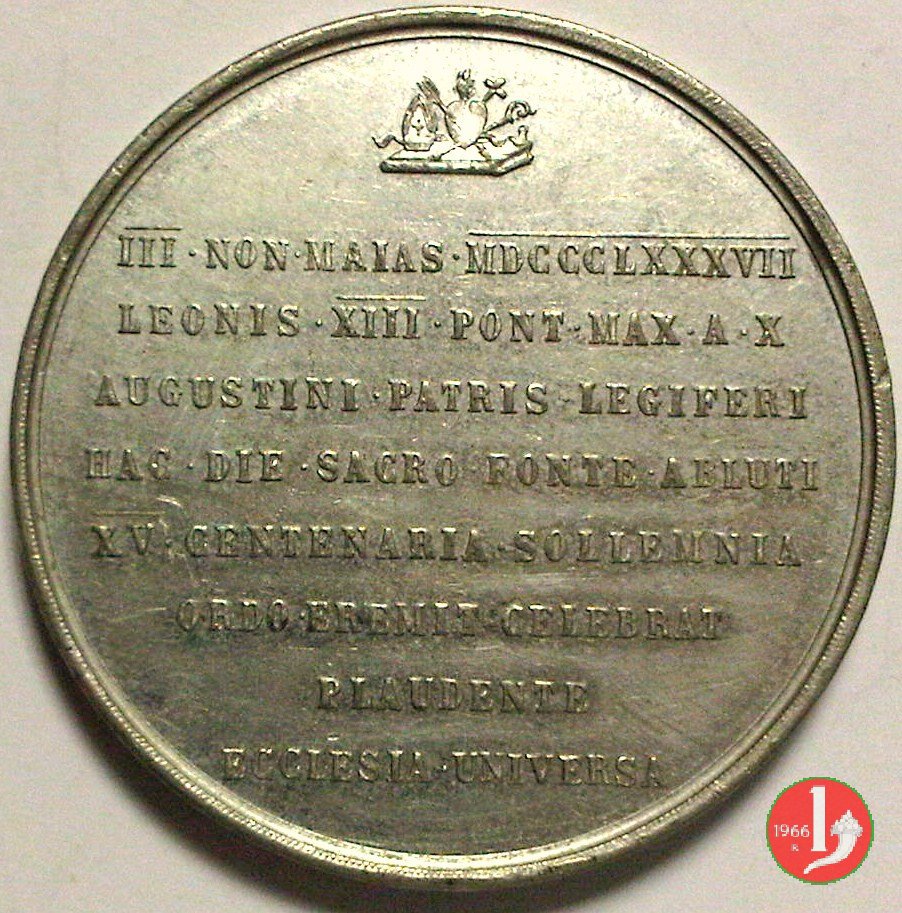 III · NON · MAIAS · MDCCCLXXXVII
LEONIS · XIII · PONT · MAX · A · X
AUGUSTINI · PATRIS · LEGIFERI
HAC · DIE · SACRO FONTE · ABLUTI
XV · CENTENARIA · SOLLEMNIA
ORDO · EREMIT · CELEBRAT
PLAUDENTE
ECCLESIA · UNIVERSA
1966
R